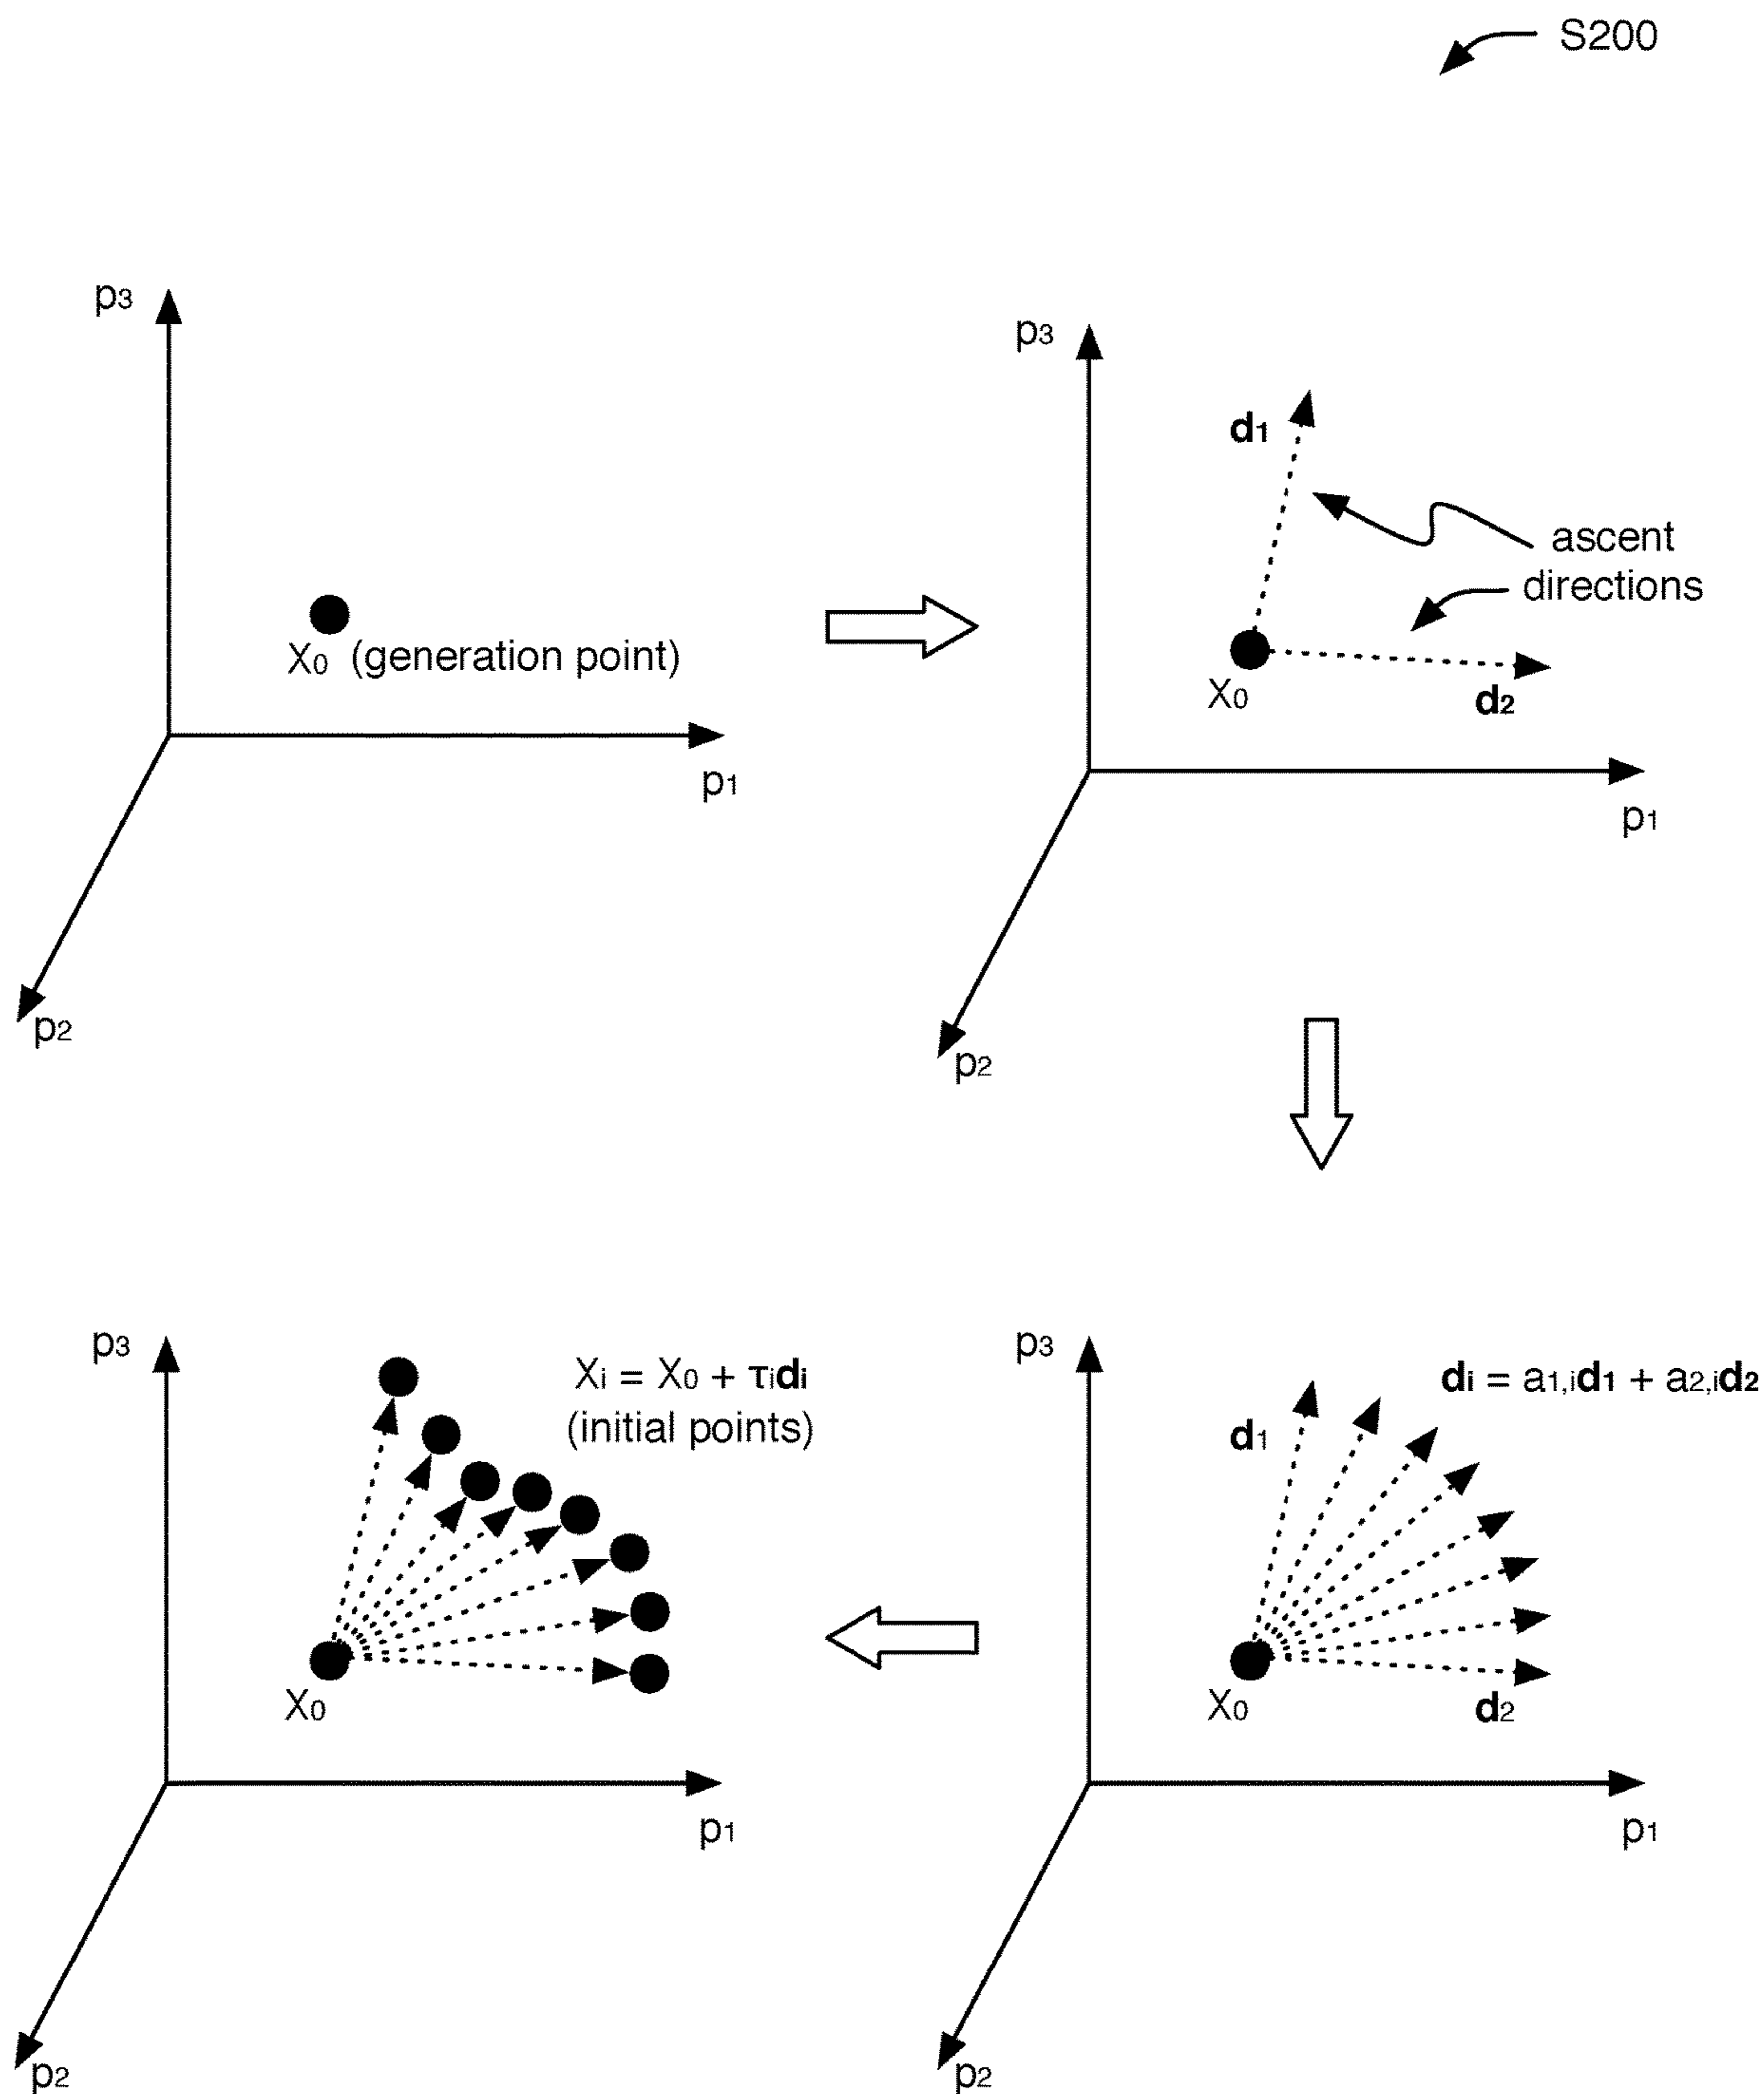 S200
p3
X0 (generation point)
p1
p2
p3
d1
ascent
directions
X0
d2
p1
p2
p3
Xi = X0 + τidi
(initial points)
X0
p1
p2
p3
di = a1,id1 + a2,id2
d1
X0
d2
p1
p2